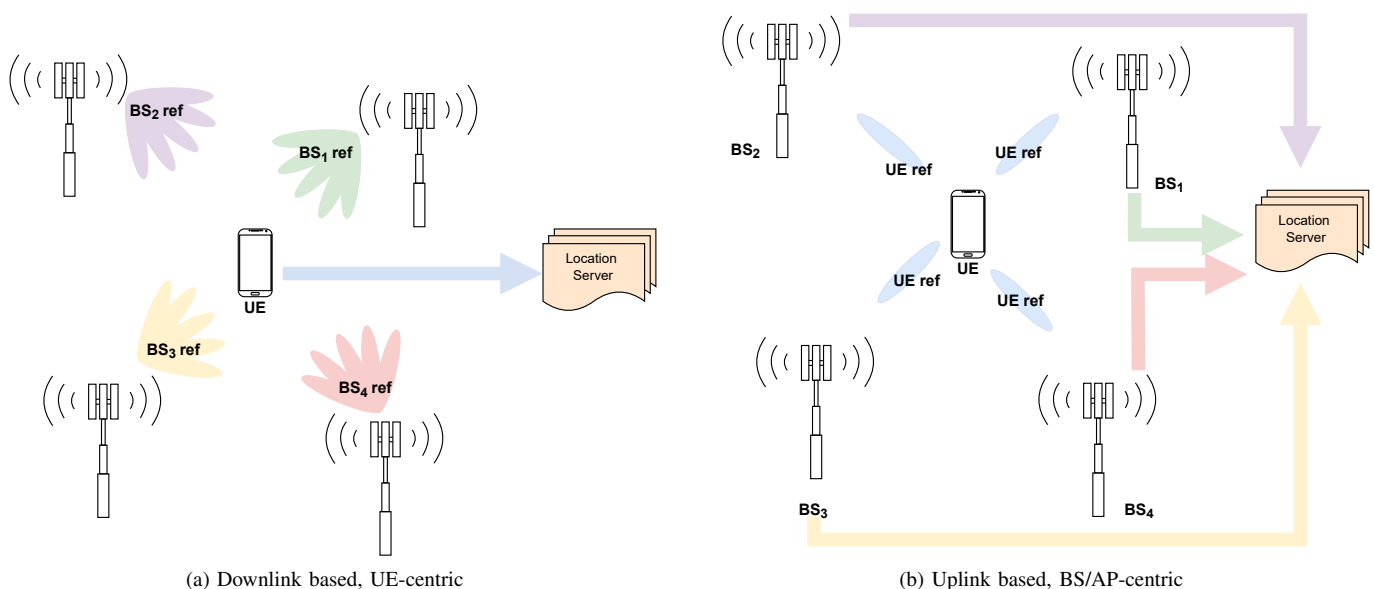 BS2 ref
BS1 ref
UE
Location
Server
BS3 ref
BS4 ref
(a) Downlink based, UE-centric
BS2
UE ref
UE ref
BS1
UE
UE ref
UE ref
Location
Server
BS3
BS4
(b) Uplink based, BS/AP-centric